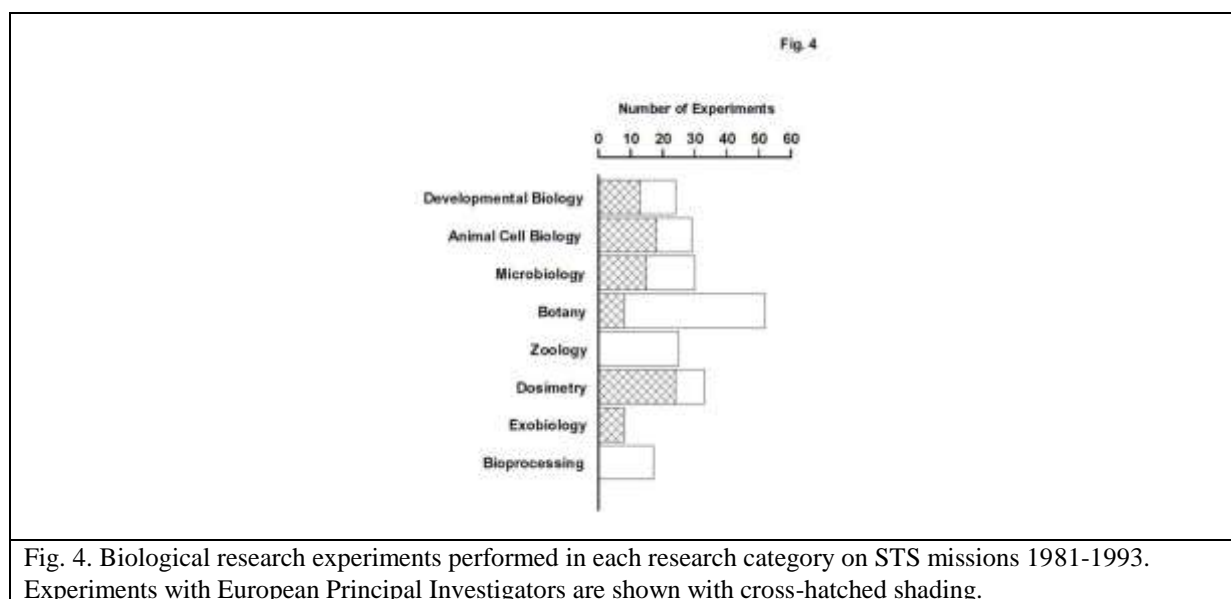 Fig. 4
Number of Experiments
0 10 20 30 40 50 60
Developmental Biology
Animal Cell Biology
Microbiology
Botany
Zoology
Dosimetry
Exobiology
Bioprocessing
Fig. 4. Biological research experiments performed in each research category on STS missions 1981-1993.
Experiments with European Principal Investigators are shown with cross-hatched shading.